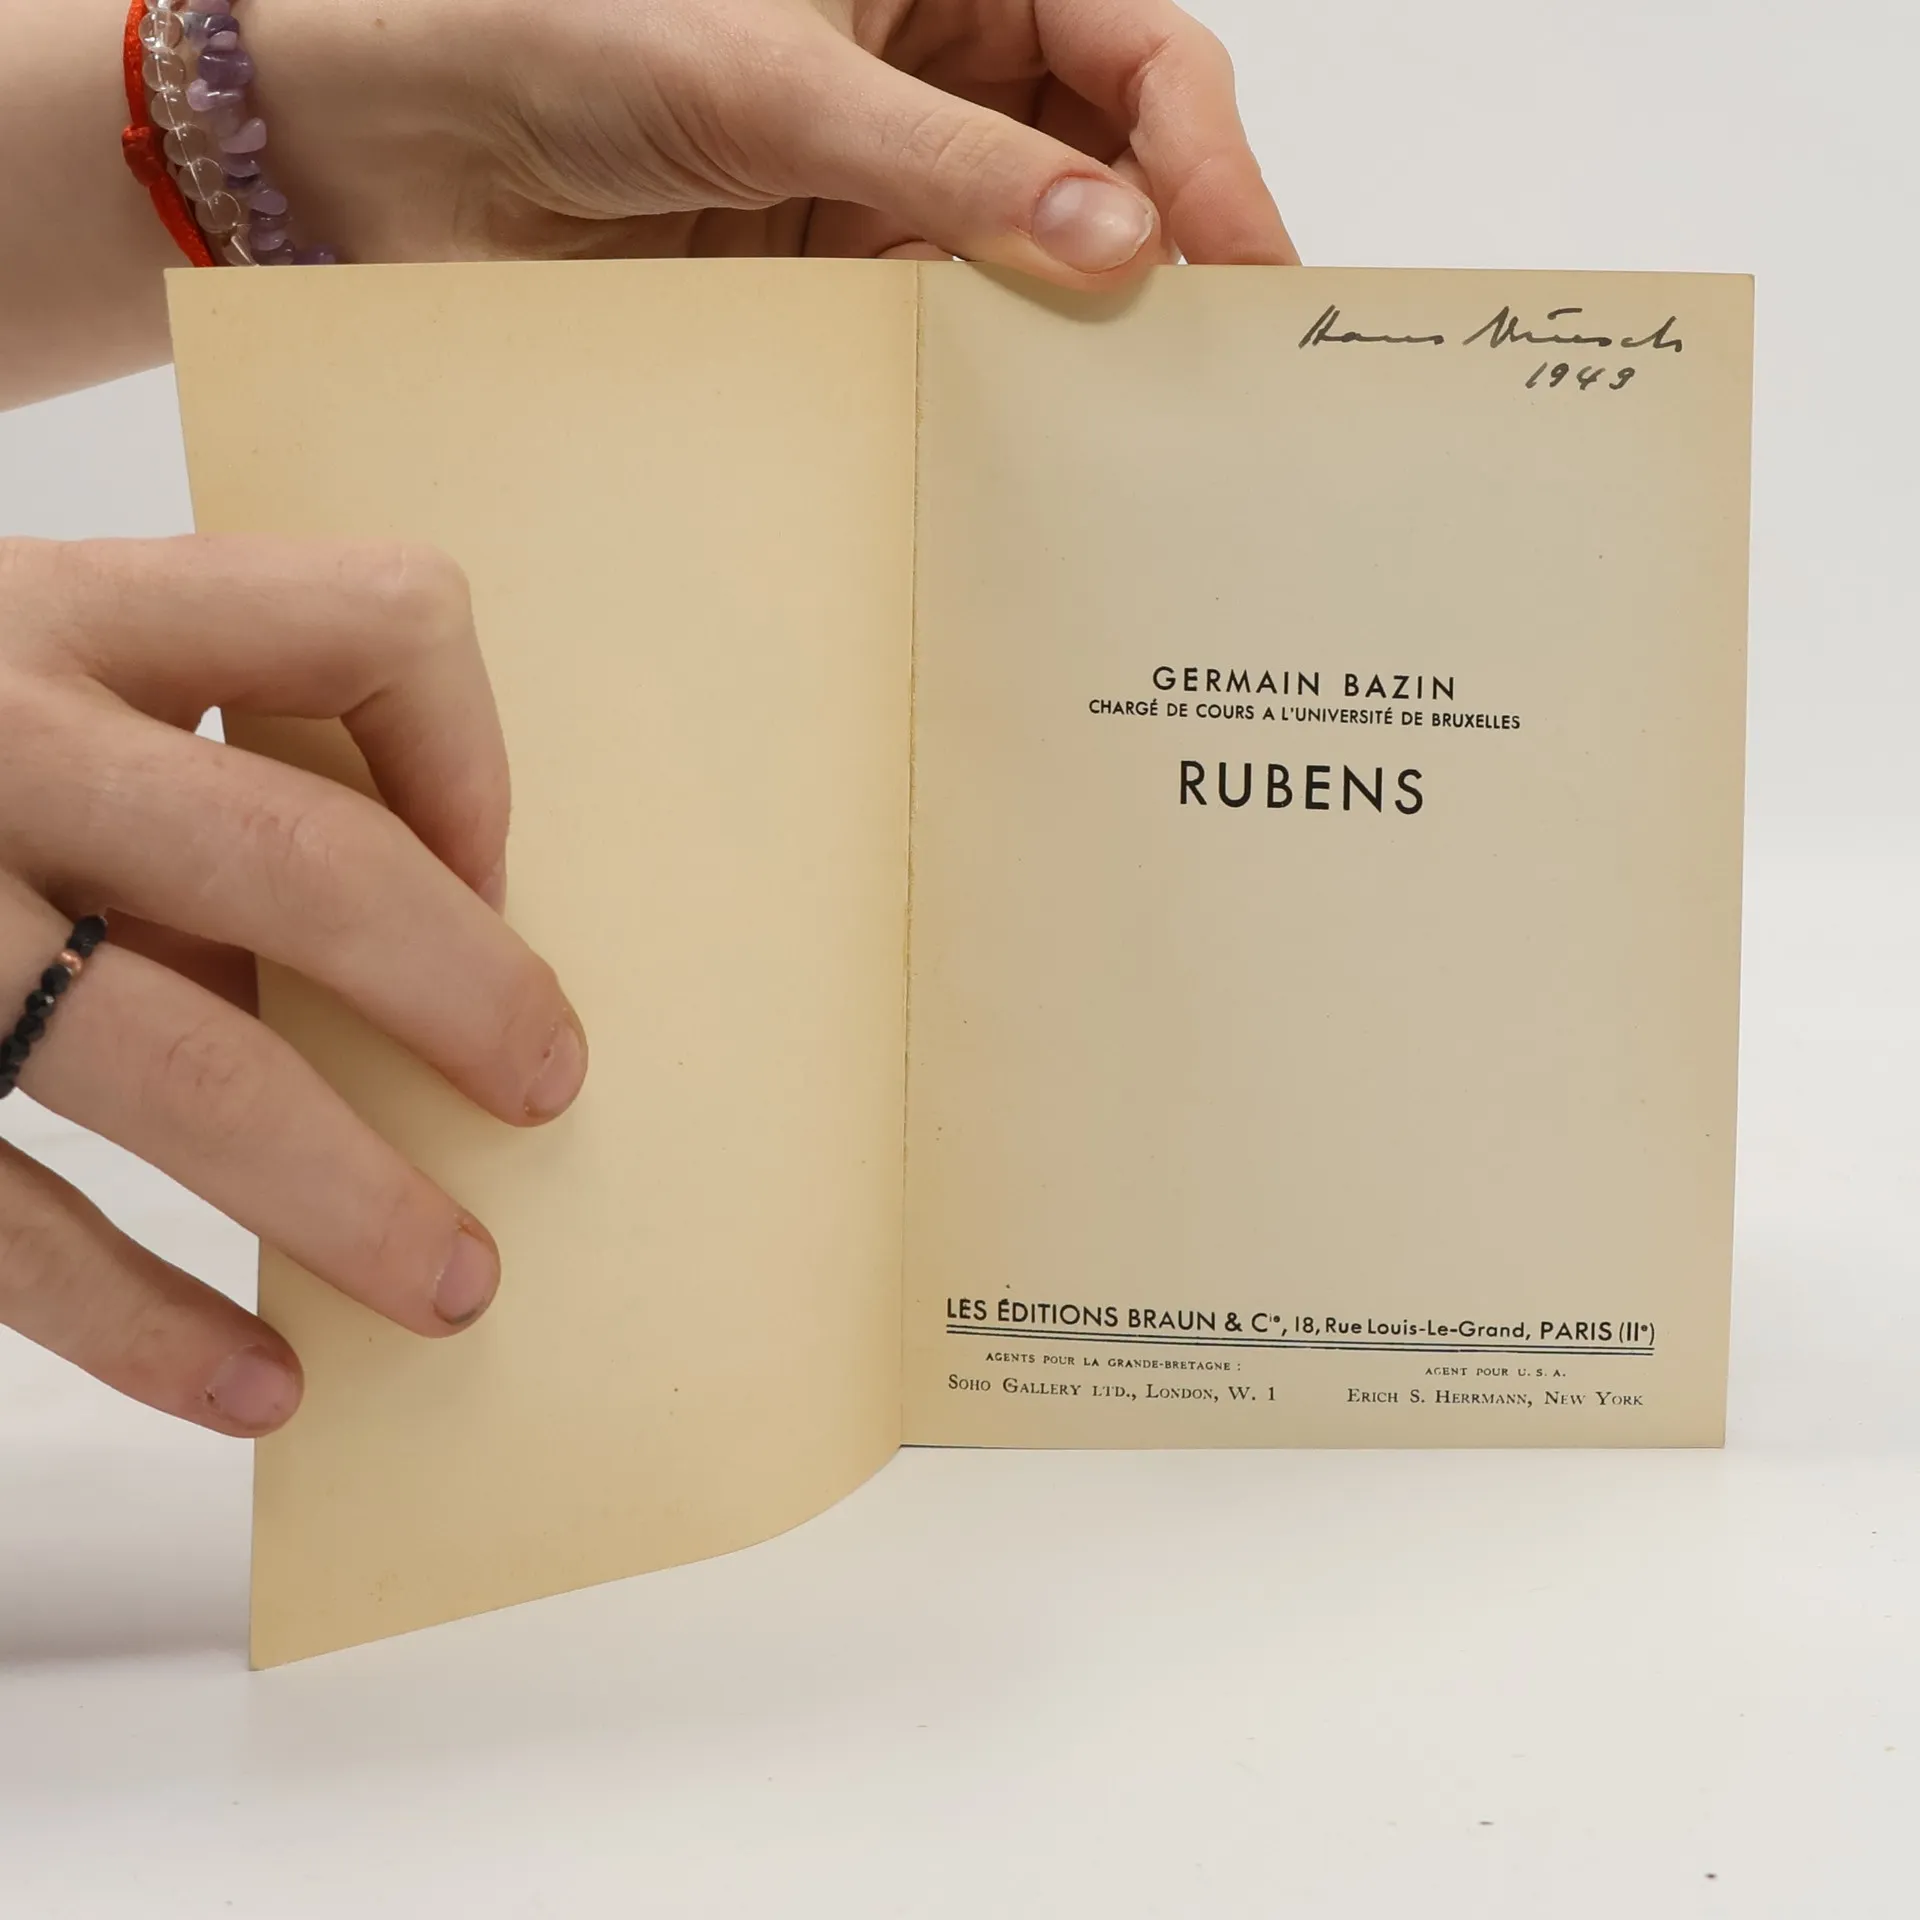 Hans
1949
GERMAIN BAZIN
CHARGÉ DE COURS A L'UNIVERSITÉ DE BRUXELLES
RUBENS
LES ÉDITIONS BRAUN & Cie, 18, Rue Louis-Le-Grand, PARIS (IIe)
AGENTS POUR LA GRANDE-BRETAGNE :
SOHO GALLERY LTD., LONDON, W. 1
AGENT POUR U. S. A.
ERICH S. HERRMANN, NEW YORK